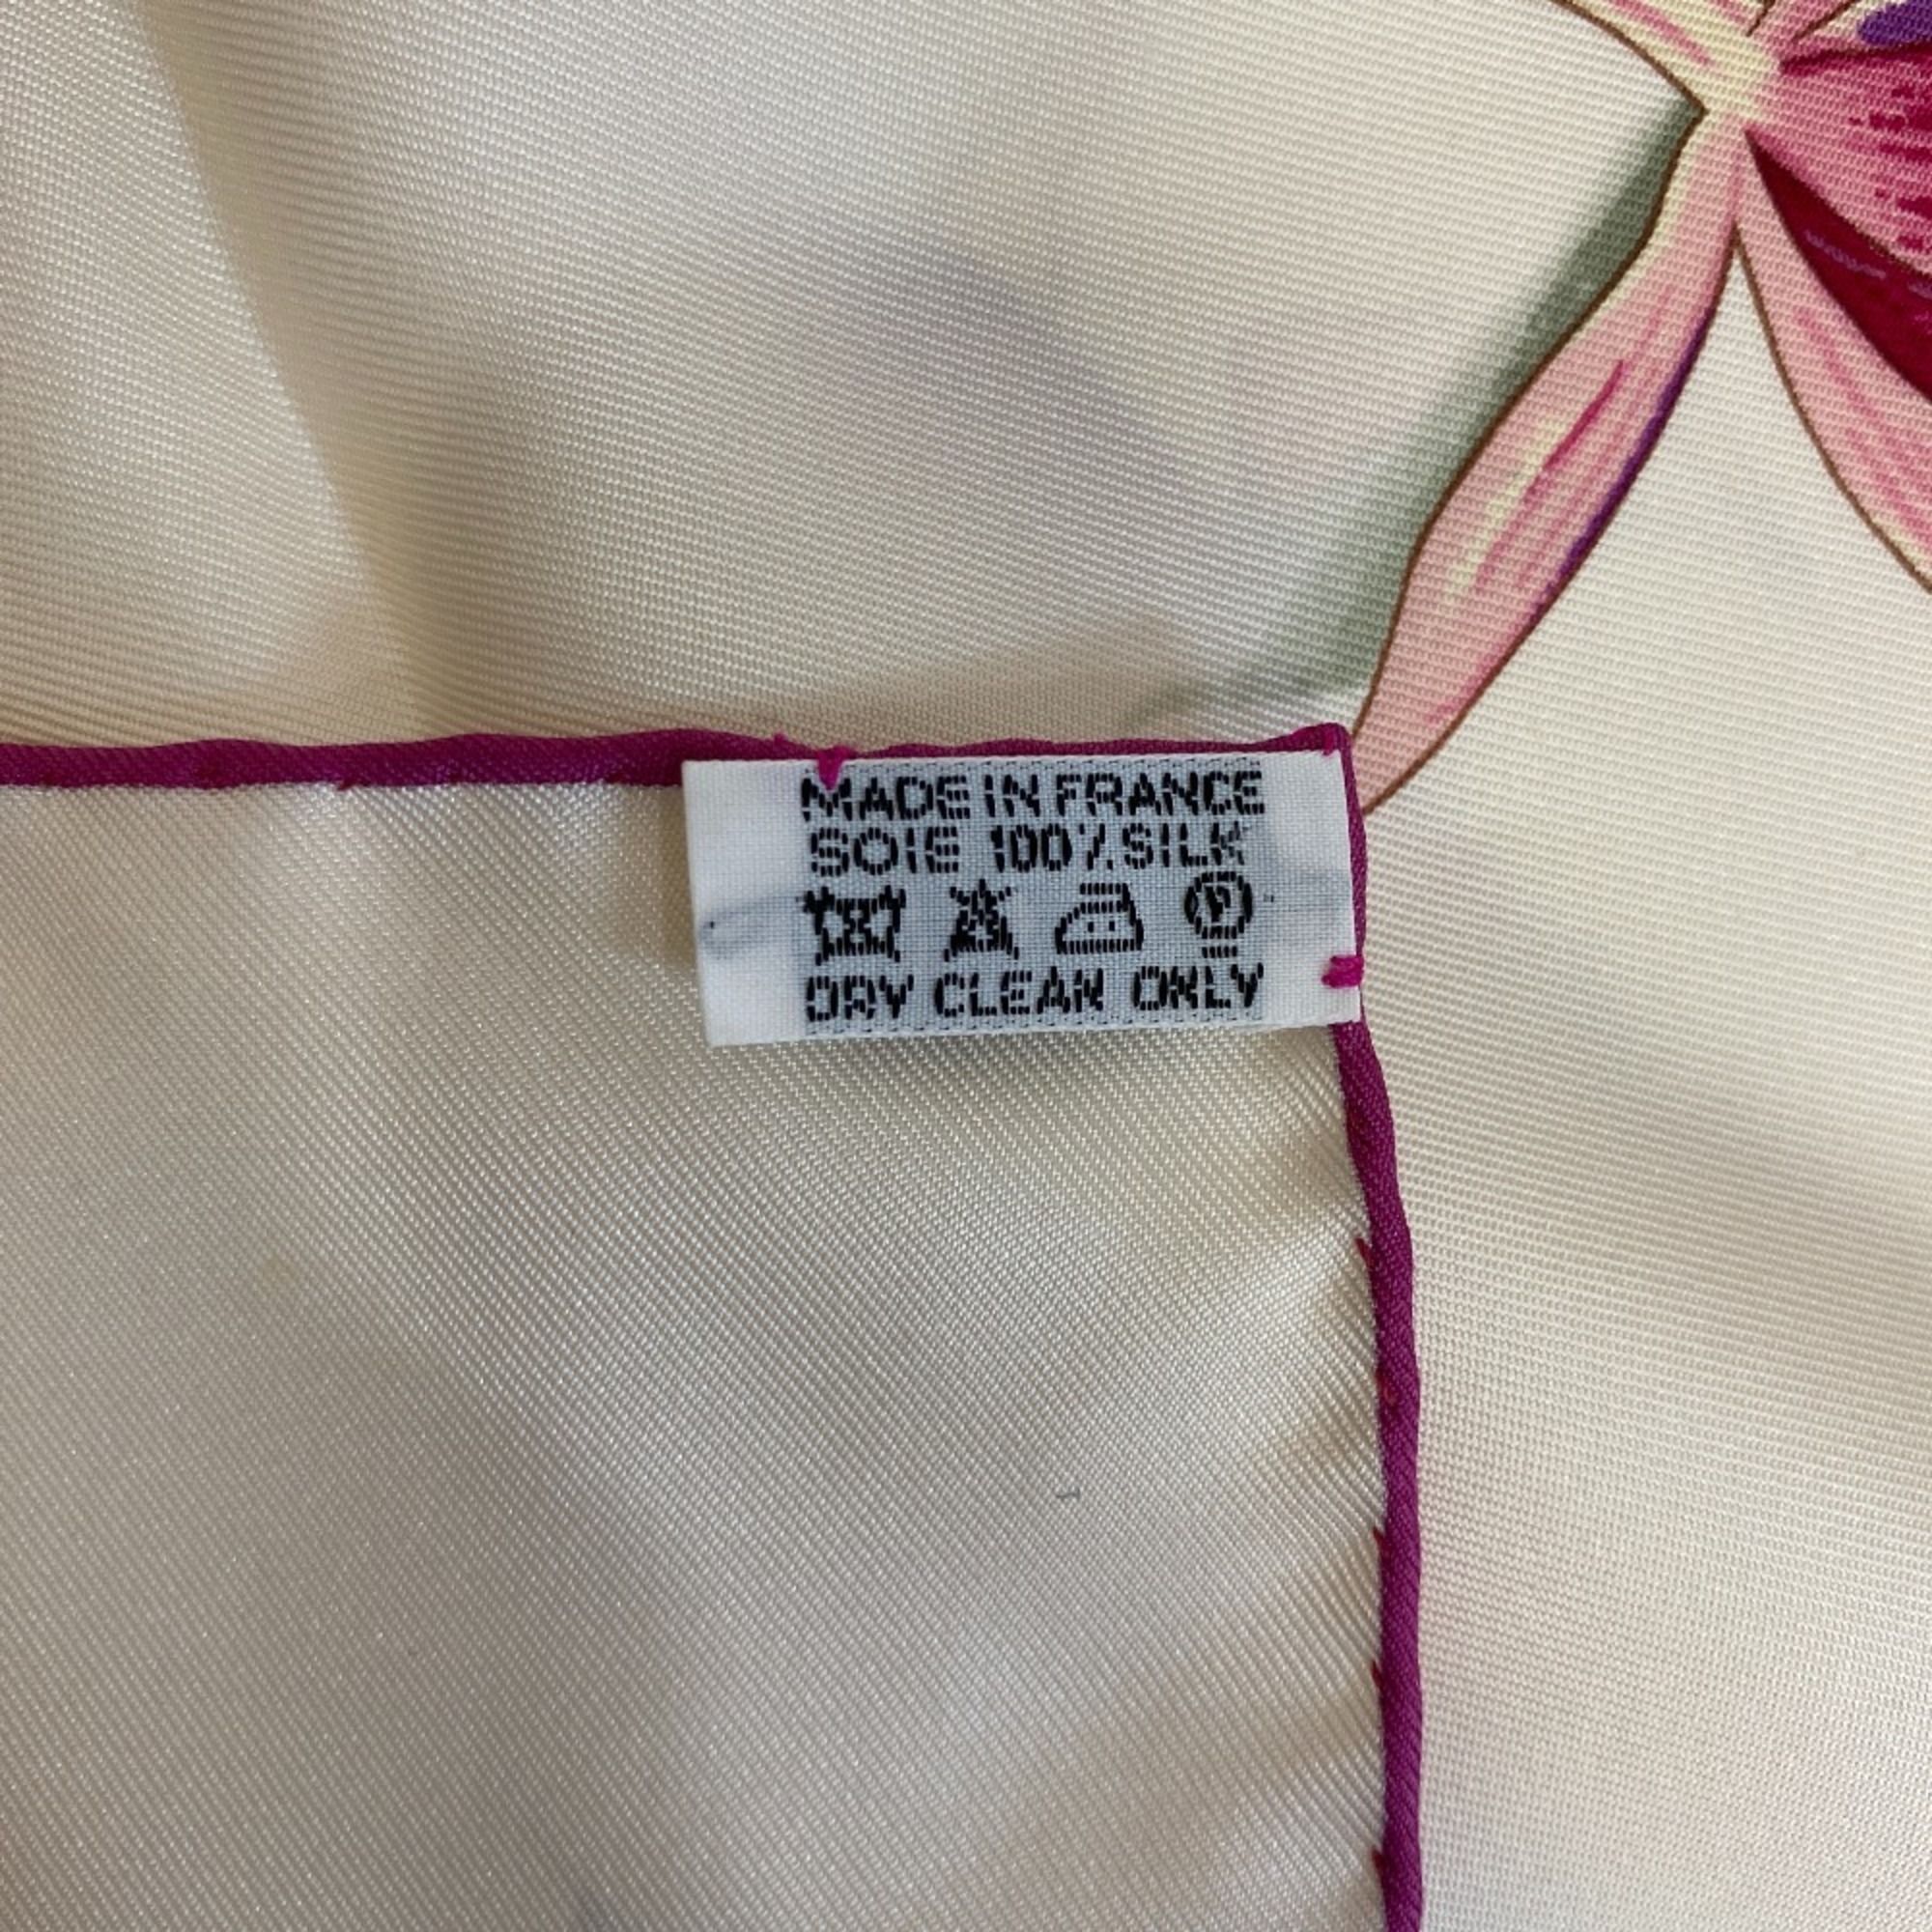 MADE IN FRANCE
SOIE 100% SILK
P
DRY CLEAN ONLY